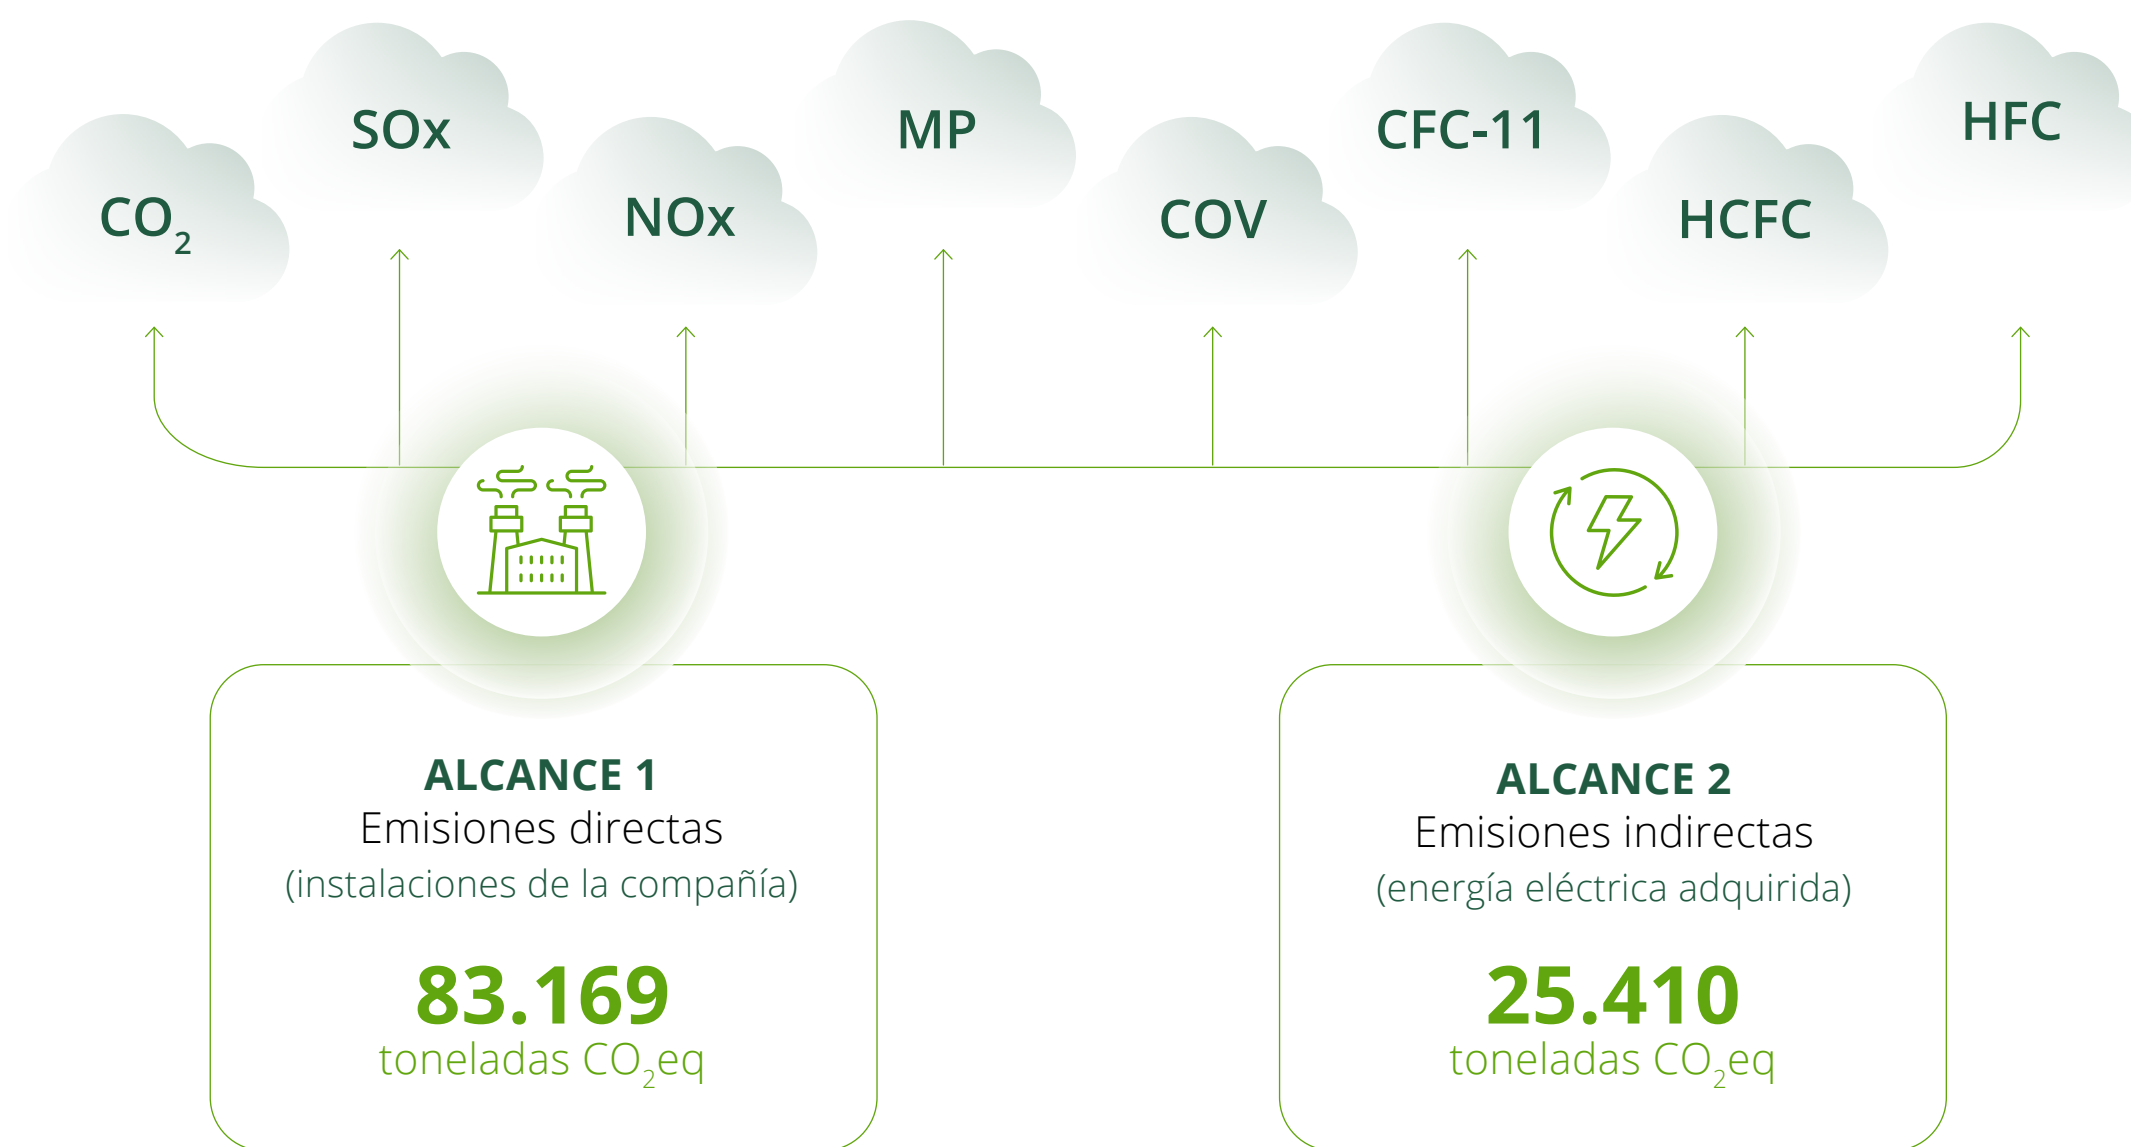 CO₂
SOx
NOx
MP
COV
CFC-11
HCFC
HFC
ALCANCE 1
Emisiones directas
(instalaciones de la compañía)
83.169
toneladas CO₂eq
ALCANCE 2
Emisiones indirectas
(energía eléctrica adquirida)
25.410
toneladas CO₂eq